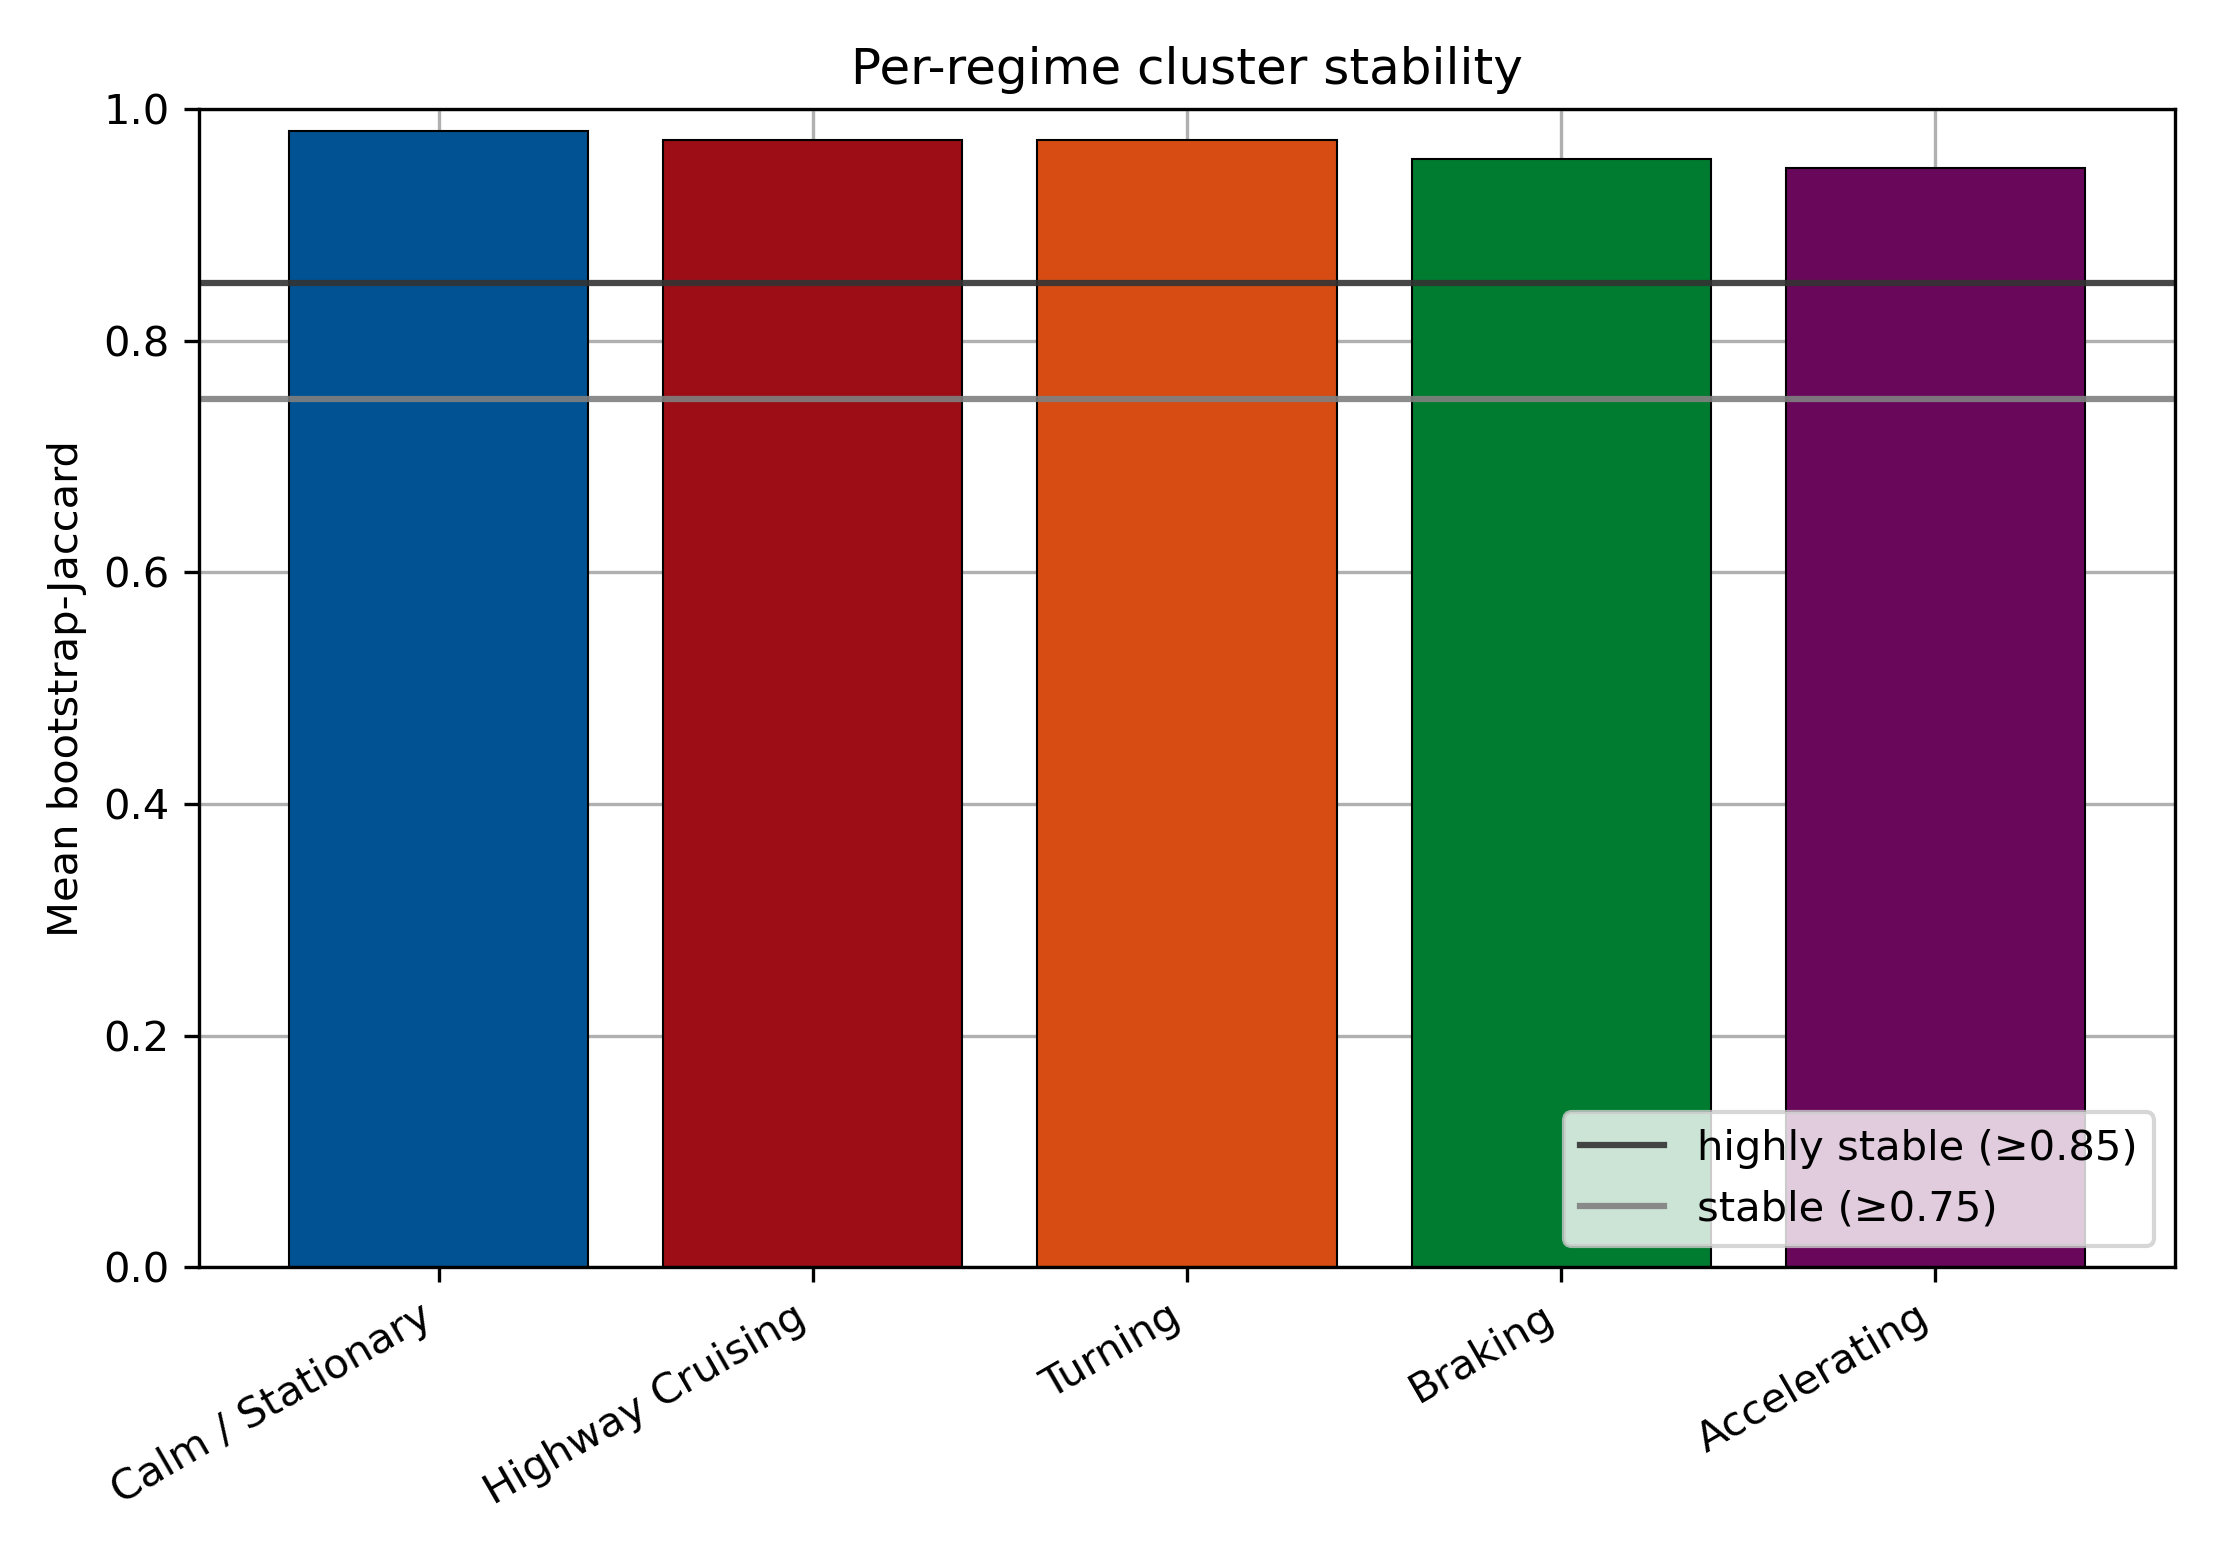 Per-regime cluster stability
Mean bootstrap-Jaccard
1.0
0.8
0.6
0.4
0.2
0.0
highly stable (≥0.85)
stable (≥0.75)
Calm / Stationary
Highway Cruising
Turning
Braking
Accelerating